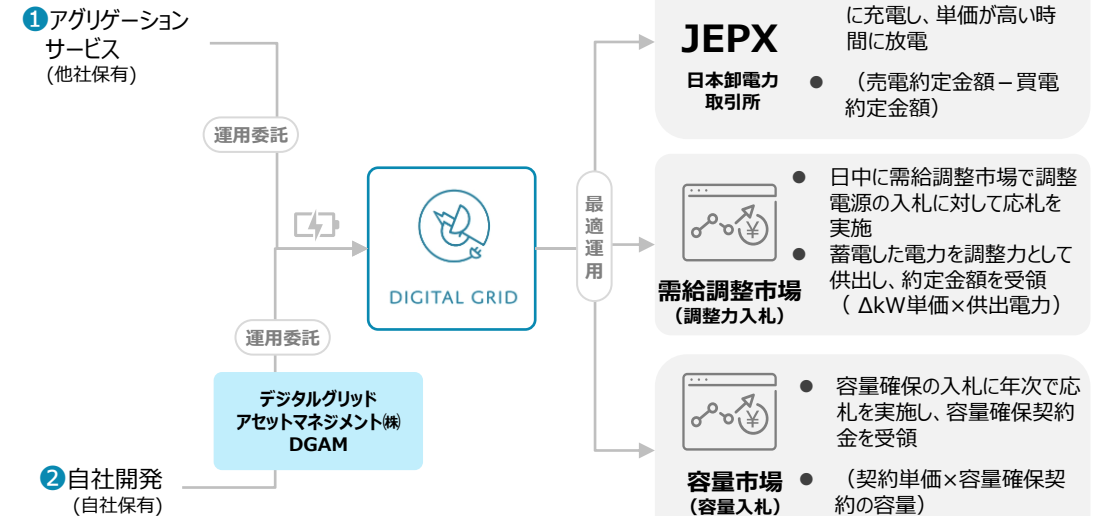 ❶アグリゲーション
サービス
(他社保有)
運用委託
DIGITAL GRID
運用委託
デジタルグリッド
アセットマネジメント㈱
DGAM
❷自社開発
(自社保有)
最適運用
JEPX
日本卸電力
取引所
に充電し、単価が高い時
間に放電
● （売電約定金額－買電
約定金額）
需給調整市場
（調整力入札）
● 日中に需給調整市場で調整
電源の入札に対して応札を
実施
● 蓄電した電力を調整力として
供出し、約定金額を受領
（ ΔkW単価×供出電力）
容量市場
（容量入札）
● 容量確保の入札に年次で応
札を実施し、容量確保契約
金を受領
● （契約単価×容量確保契
約の容量）